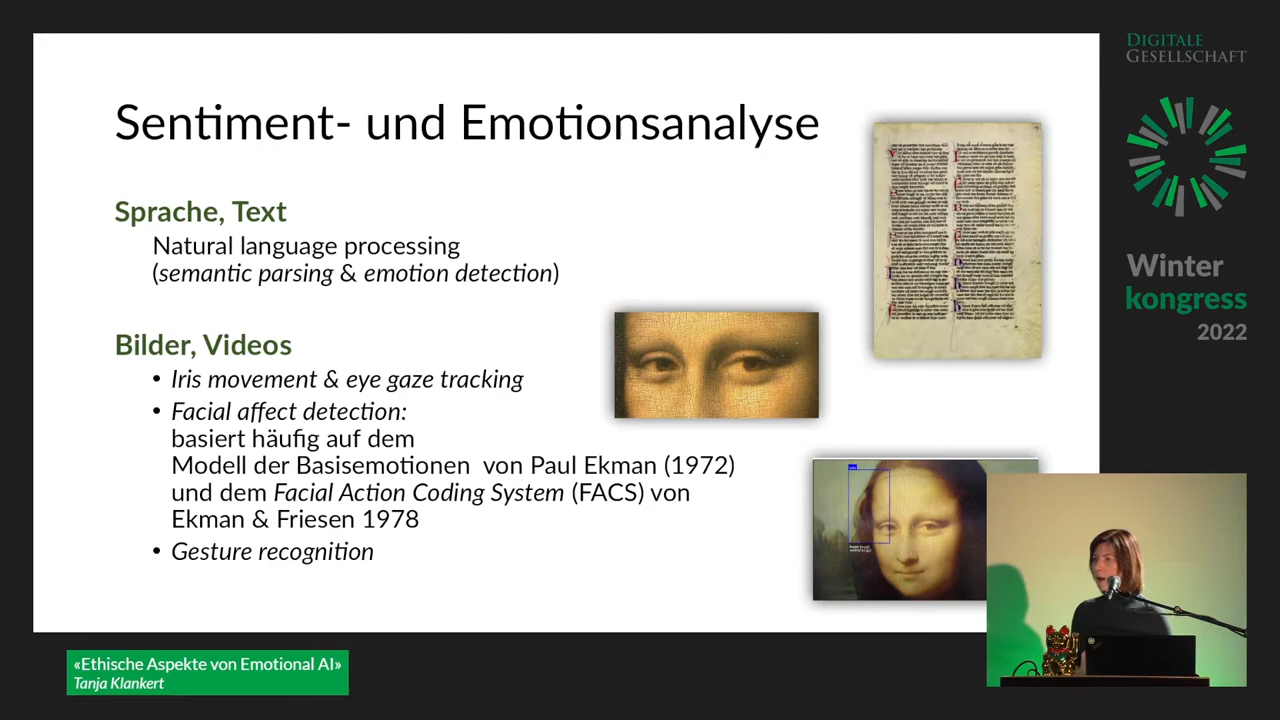 Sentiment- und Emotionsanalyse
Sprache, Text
Natural language processing
(semantic parsing & emotion detection)
Bilder, Videos
• Iris movement & eye gaze tracking
• Facial affect detection:
basiert häufig auf dem
Modell der Basisemotionen von Paul Ekman (1972)
und dem Facial Action Coding System (FACS) von
Ekman & Friesen 1978
• Gesture recognition
DIGITALE
GESELLSCHAFT
Winter
kongress
2022
«Ethische Aspekte von Emotional AI»
Tanja Klankert